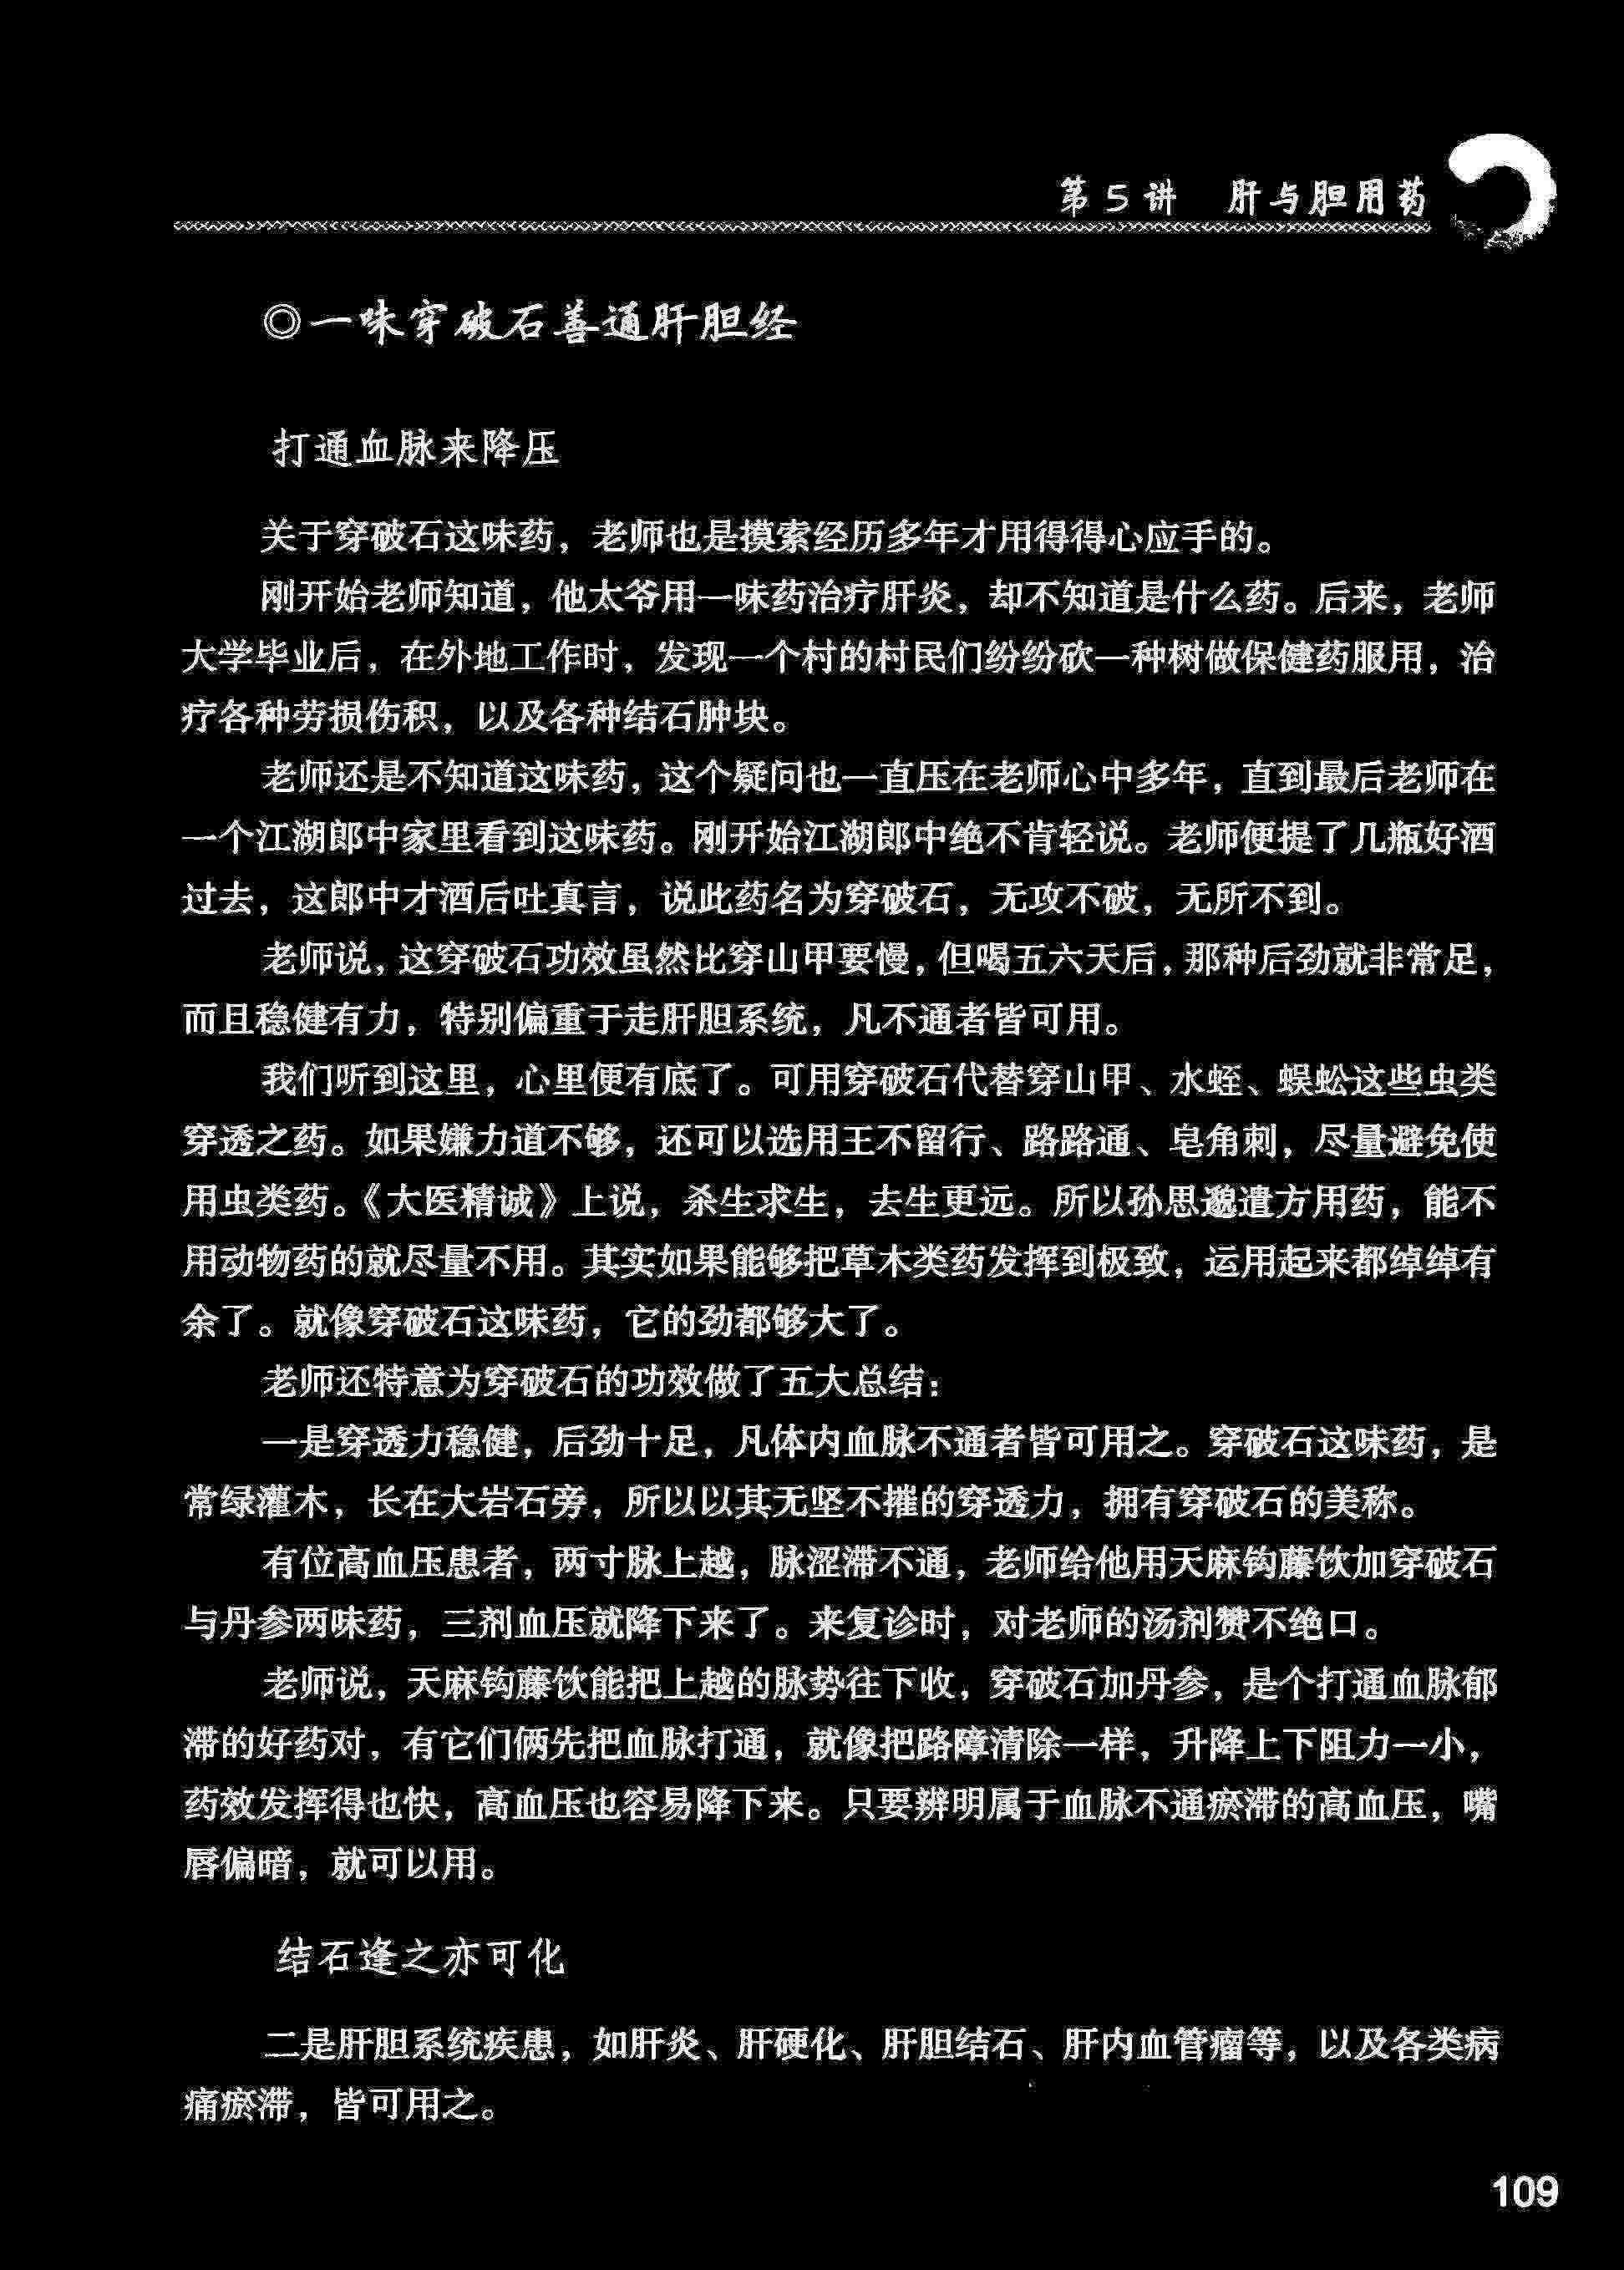 第5讲 肝与胆用药
◎一味穿破石善通肝胆经
打通血脉来降压
关于穿破石这味药，老师也是摸索经历多年才用得得心应手的。
刚开始老师知道，他太爷用一味药治疗肝炎，却不知道是什么药。后来，老师
大学毕业后，在外地工作时，发现一个村的村民们纷纷砍一种树做保健药服用，治
疗各种劳损伤积，以及各种结石肿块。
老师还是不知道这味药，这个疑问也一直压在老师心中多年，直到最后老师在
一个江湖郎中家里看到这味药。刚开始江湖郎中绝不肯轻说。老师便提了几瓶好酒
过去，这郎中才酒后吐真言，说此药名为穿破石，无攻不破，无所不到。
老师说，这穿破石功效虽然比穿山甲要慢，但喝五六天后，那种后劲就非常足，
而且稳健有力，特别偏重于走肝胆系统，凡不通者皆可用。
我们听到这里，心里便有底了。可用穿破石代替穿山甲、水蛭、蜈蚣这些虫类
穿透之药。如果嫌力道不够，还可以选用王不留行、路路通、皂角刺，尽量避免使
用虫类药。《大医精诚》上说，杀生求生，去生更远。所以孙思邈遣方用药，能不
用动物药的就尽量不用。其实如果能够把草木类药发挥到极致，运用起来都绰绰有
余了。就像穿破石这味药，它的劲都够大了。
老师还特意为穿破石的功效做了五大总结：
一是穿透力稳健，后劲十足，凡体内血脉不通者皆可用之。穿破石这味药，是
常绿灌木，长在大岩石旁，所以以其无坚不摧的穿透力，拥有穿破石的美称。
有位高血压患者，两寸脉上越，脉涩滞不通，老师给他用天麻钩藤饮加穿破石
与丹参两味药，三剂血压就降下来了。来复诊时，对老师的汤剂赞不绝口。
老师说，天麻钩藤饮能把上越的脉势往下收，穿破石加丹参，是个打通血脉郁
滞的好药对，有它们俩先把血脉打通，就像把路障清除一样，升降上下阻力一小，
药效发挥得也快，高血压也容易降下来。只要辨明属于血脉不通瘀滞的高血压，嘴
唇偏暗，就可以用。
结石逢之亦可化
二是肝胆系统疾患，如肝炎、肝硬化、肝胆结石、肝内血管瘤等，以及各类病
痛瘀滞，皆可用之。
109